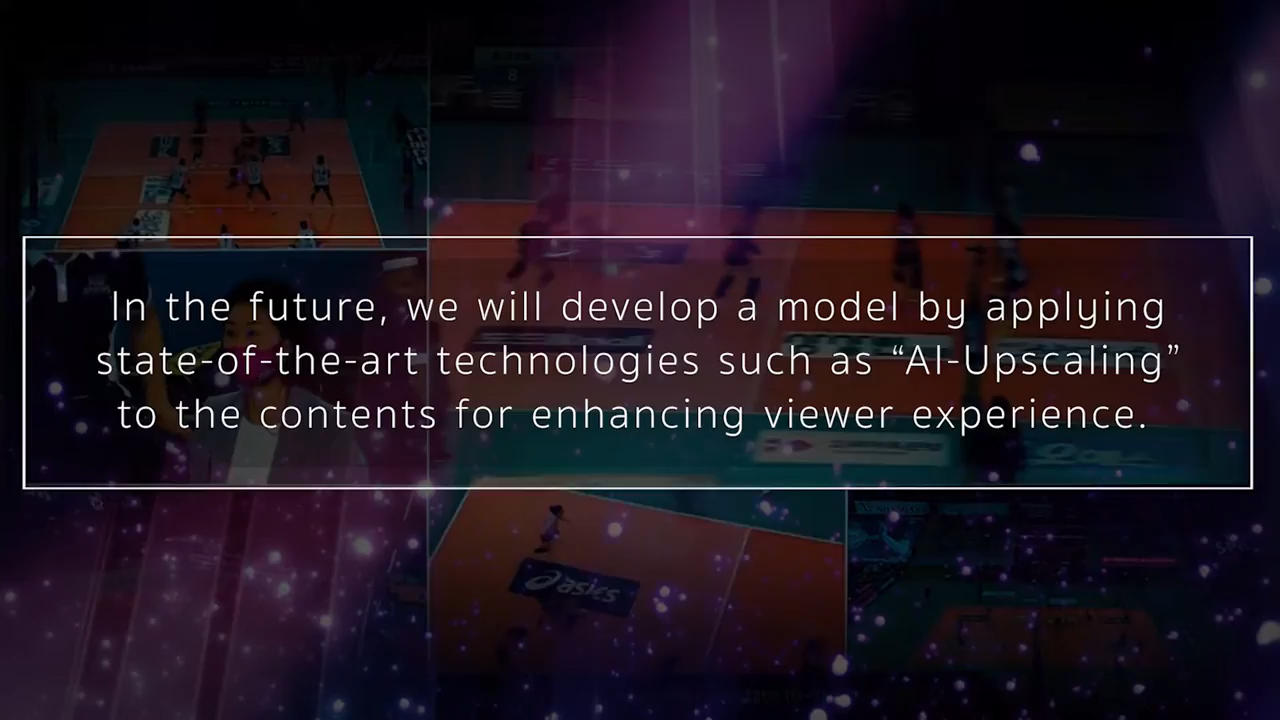 8
In the future, we will develop a model by applying
state-of-the-art technologies such as “AI-Upscaling”
to the contents for enhancing viewer experience.
asics